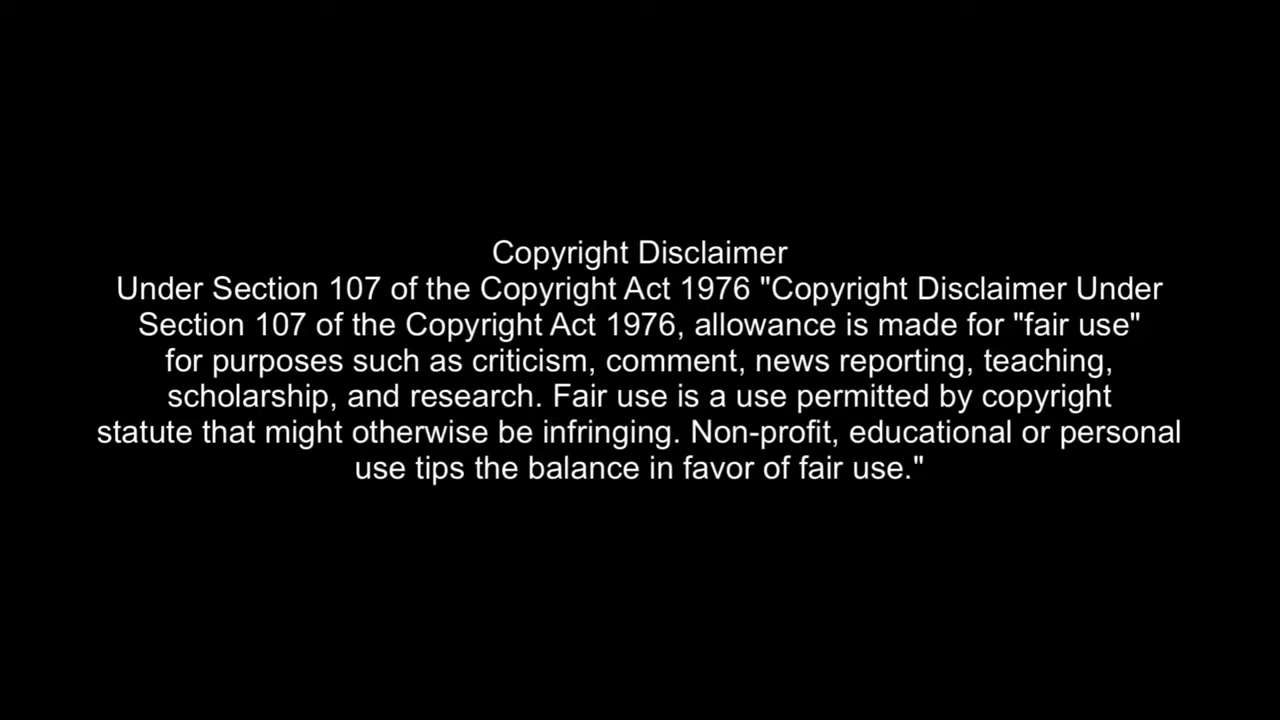 Copyright Disclaimer
Under Section 107 of the Copyright Act 1976 "Copyright Disclaimer Under
Section 107 of the Copyright Act 1976, allowance is made for "fair use"
for purposes such as criticism, comment, news reporting, teaching,
scholarship, and research. Fair use is a use permitted by copyright
statute that might otherwise be infringing. Non-profit, educational or personal
use tips the balance in favor of fair use."